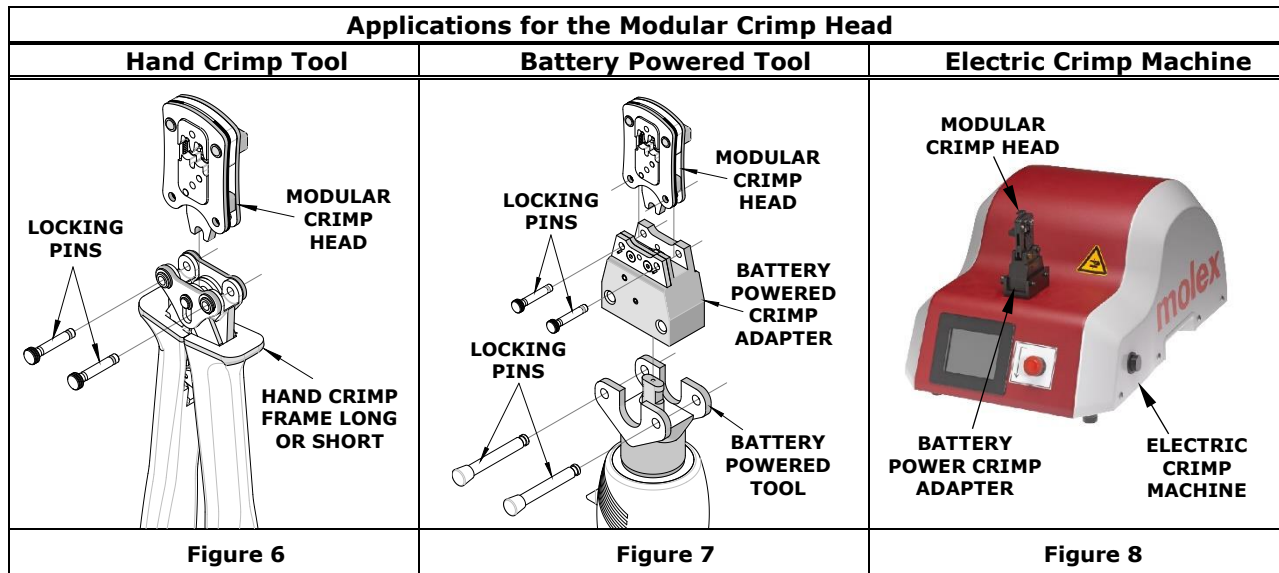 Applications for the Modular Crimp Head
Hand Crimp Tool
Battery Powered Tool
Electric Crimp Machine
MODULAR
CRIMP
HEAD
LOCKING
PINS
HAND CRIMP
FRAME LONG
OR SHORT
MODULAR
CRIMP
HEAD
LOCKING
PINS
BATTERY
POWERED
CRIMP
ADAPTER
LOCKING
PINS
BATTERY
POWERED
TOOL
MODULAR
CRIMP HEAD
molex
BATTERY
POWER CRIMP
ADAPTER
ELECTRIC
CRIMP
MACHINE
Figure 6
Figure 7
Figure 8